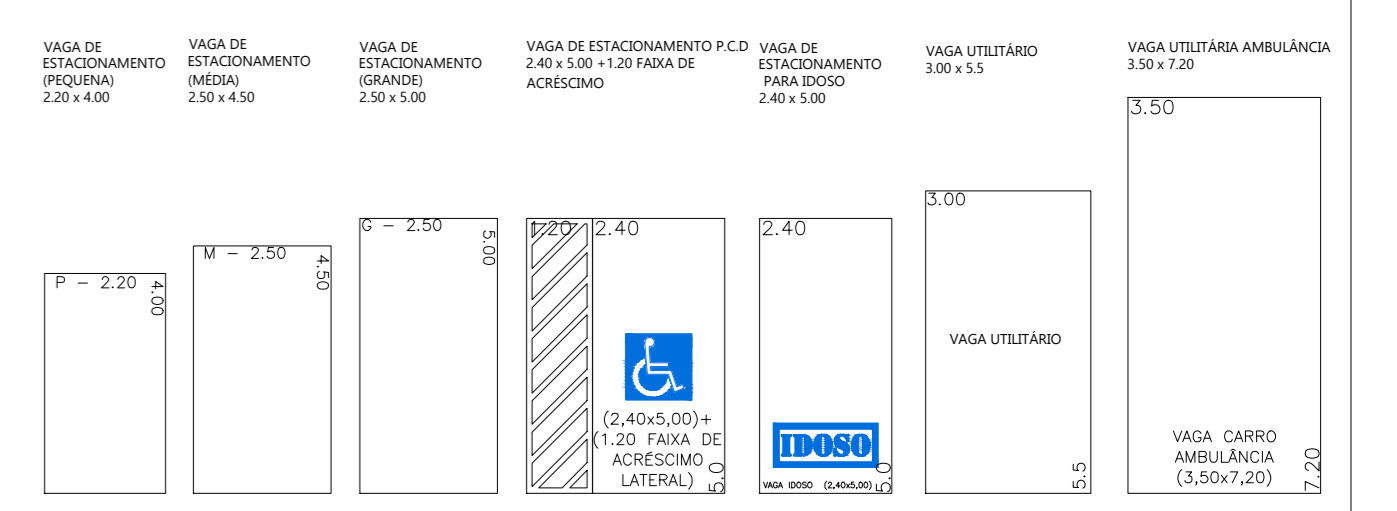 VAGA DE
ESTACIONAMENTO
(PEQUENA)
2.20 x 4.00
VAGA DE
ESTACIONAMENTO
(MÉDIA)
2.50 x 4.50
VAGA DE
ESTACIONAMENTO
(GRANDE)
2.50 x 5.00
VAGA DE ESTACIONAMENTO P.C.D
2.40 x 5.00 +1.20 FAIXA DE
ACRÉSCIMO
VAGA DE
ESTACIONAMENTO
PARA IDOSO
2.40 x 5.00
VAGA UTILITÁRIO
3.00 x 5.5
VAGA UTILITÁRIA AMBULÂNCIA
3.50 x 7.20
P - 2.20
4.00
M - 2.50
4.50
G - 2.50
5.00
1.20
2.40
(2,40x5,00)+
(1.20 FAIXA DE
ACRÉSCIMO
LATERAL)
5.0
2.40
IDOSO
VAGA IDOSO (2,40x5,00)
5.0
3.00
VAGA UTILITÁRIO
5.5
3.50
VAGA CARRO
AMBULÂNCIA
(3,50x7,20)
7.20